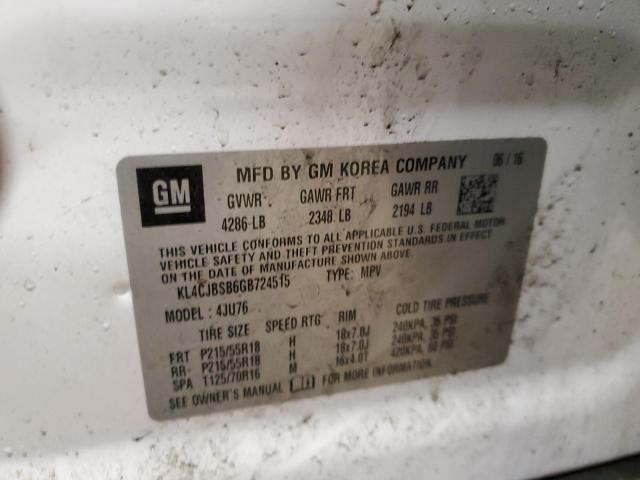 GM
MFD BY GM KOREA COMPANY 06/16
GVWR GAWR FRT GAWR RR
4286 LB 2348 LB 2194 LB
THIS VEHICLE CONFORMS TO ALL APPLICABLE U.S. FEDERAL MOTOR
VEHICLE SAFETY AND THEFT PREVENTION STANDARDS IN EFFECT
ON THE DATE OF MANUFACTURE SHOWN ABOVE.
KL4CJBSB6GB724515 TYPE: MPV
MODEL : 4JU76
TIRE SIZE SPEED RTG RIM COLD TIRE PRESSURE
FRT P215/55R18 H 18x7.0J 240KPA, 35 PSI
RR- P215/55R18 H 18x7.0J 240KPA, 35 PSI
SPA T125/70R16 M 16x4.0T 420KPA, 60 PSI
SEE OWNER'S MANUAL FOR MORE INFORMATION.